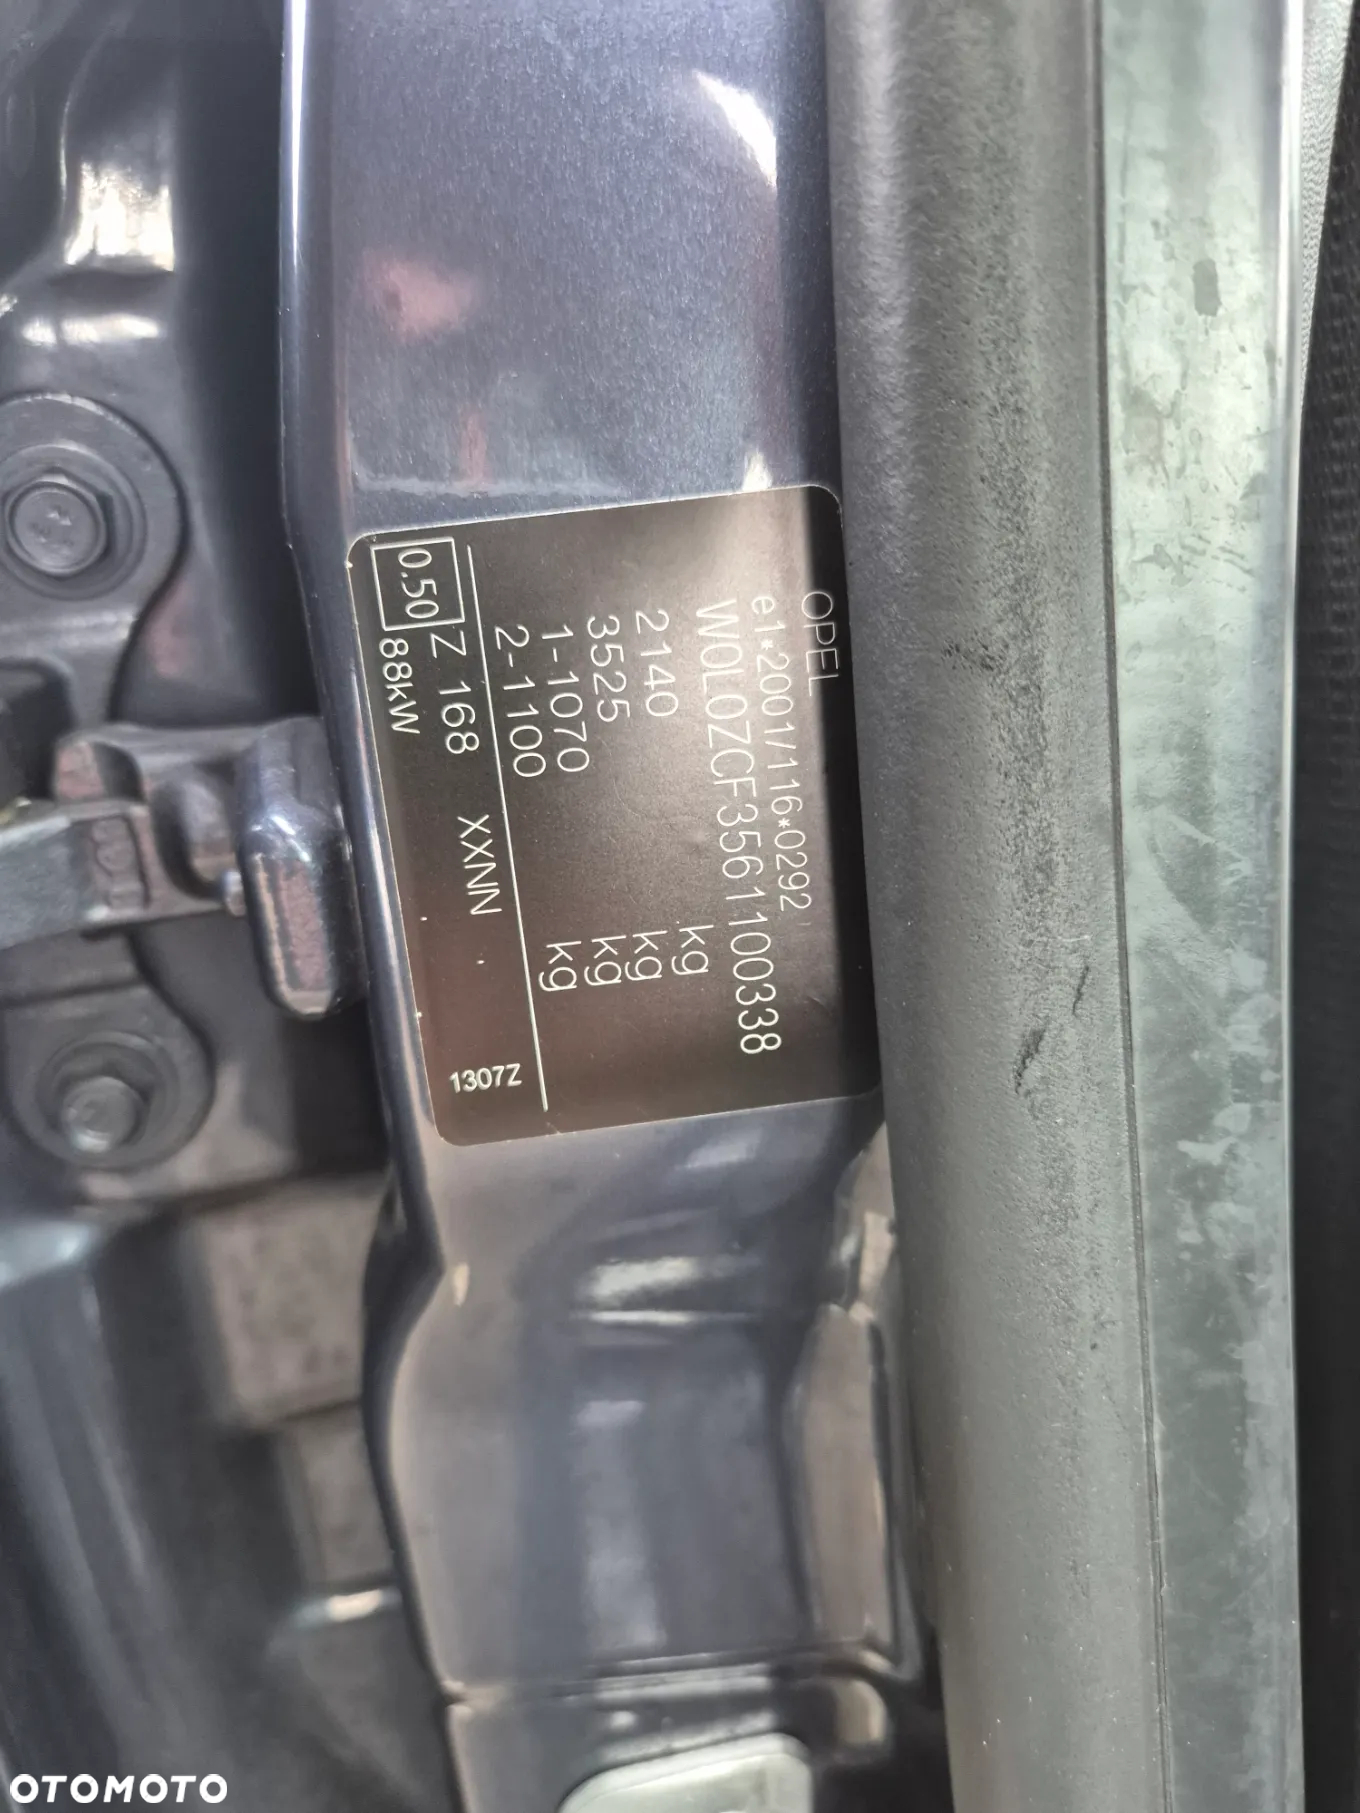 OPEL
e1*2001/116*0292
W0L0ZCF3561100338
2140 kg
3525 kg
1-1070 kg
2-1100 kg
0.50 Z 168 XXNN
88kW
1307Z
OTOMOTO